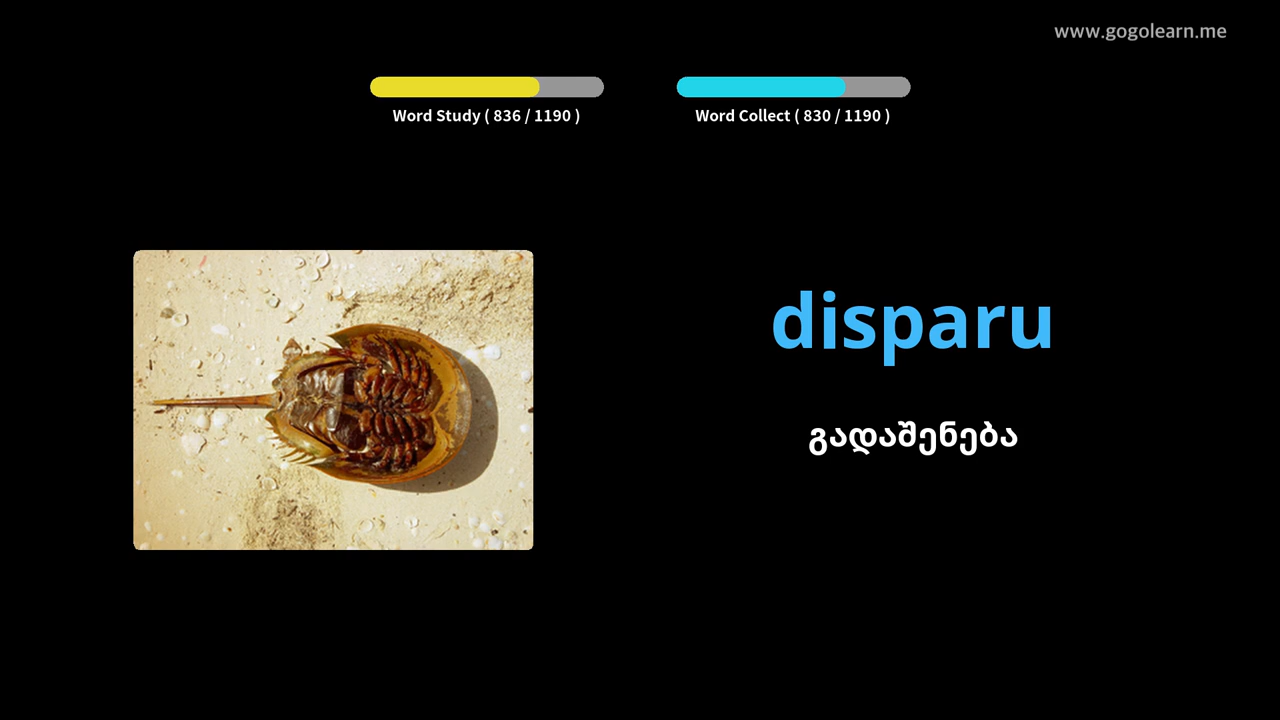 www.gogolearn.me
Word Study ( 836 / 1190 )
Word Collect ( 830 / 1190 )
disparu
გადაშენება